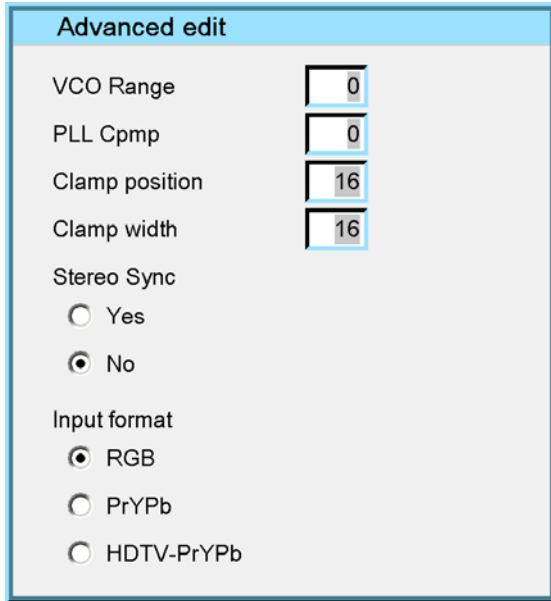 Advanced edit
VCO Range 0
PLL Cpmp 0
Clamp position 16
Clamp width 16
Stereo Sync
Yes
No
Input format
RGB
PrYPb
HDTV-PrYPb